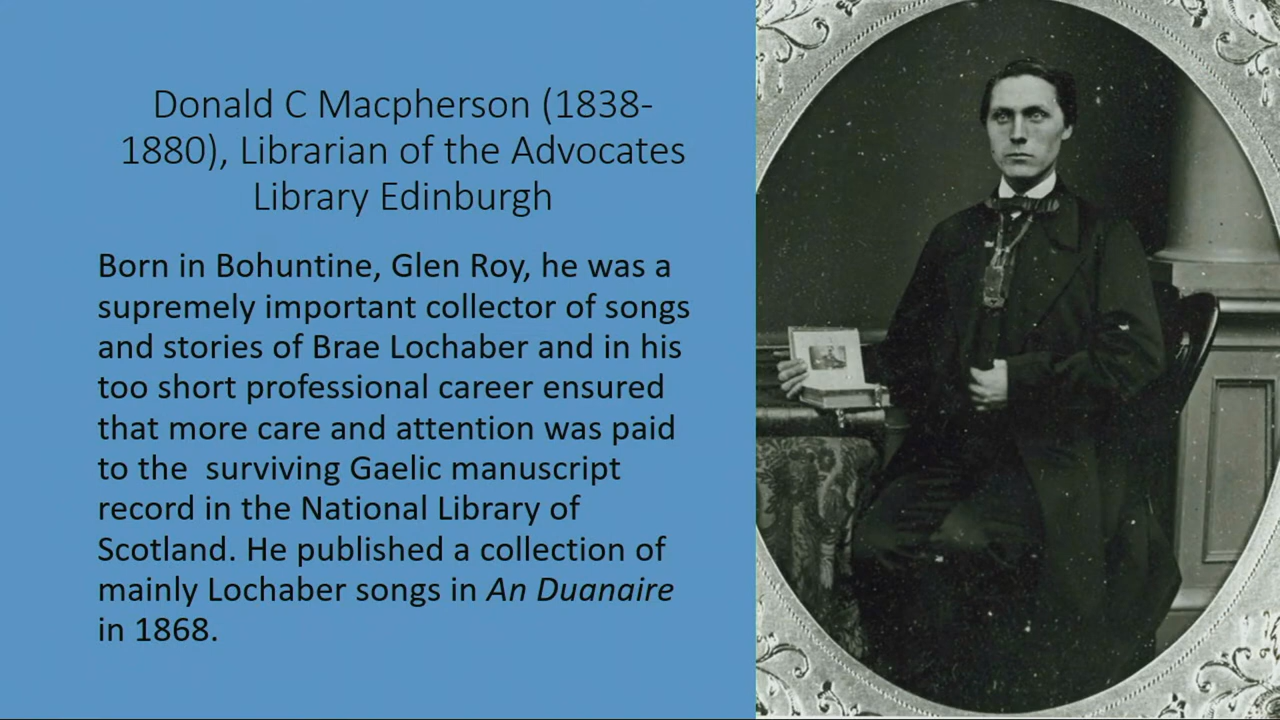 Donald C Macpherson (1838-
1880), Librarian of the Advocates
Library Edinburgh
Born in Bohuntine, Glen Roy, he was a
supremely important collector of songs
and stories of Brae Lochaber and in his
too short professional career ensured
that more care and attention was paid
to the  surviving Gaelic manuscript
record in the National Library of
Scotland. He published a collection of
mainly Lochaber songs in An Duanaire
in 1868.